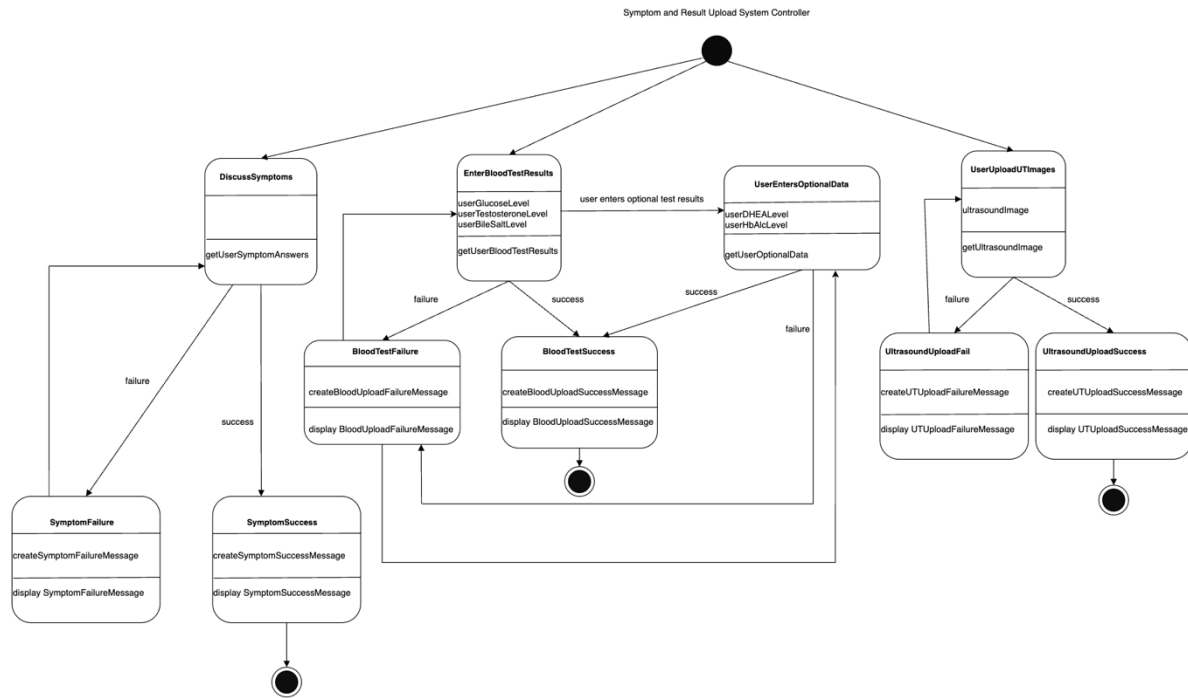 Symptom and Result Upload System Controller
DiscussSymptoms
getUserSymptomAnswers
EnterBloodTestResults
userGlucoseLevel
userTestosteroneLevel
userBileSaltLevel
getUserBloodTestResults
user enters optional test results
UserEntersOptionalData
userDHEALevel
userHbAlcLevel
getUserOptionalData
UserUploadUTImages
ultrasoundImage
getUltrasoundImage
failure
success
success
failure
failure
success
BloodTestFailure
createBloodUploadFailureMessage
display BloodUploadFailureMessage
BloodTestSuccess
createBloodUploadSuccessMessage
display BloodUploadSuccessMessage
UltrasoundUploadFail
createUTUploadFailureMessage
display UTUploadFailureMessage
UltrasoundUploadSuccess
createUTUploadSuccessMessage
display UTUploadSuccessMessage
failure
success
SymptomFailure
createSymptomFailureMessage
display SymptomFailureMessage
SymptomSuccess
createSymptomSuccessMessage
display SymptomSuccessMessage